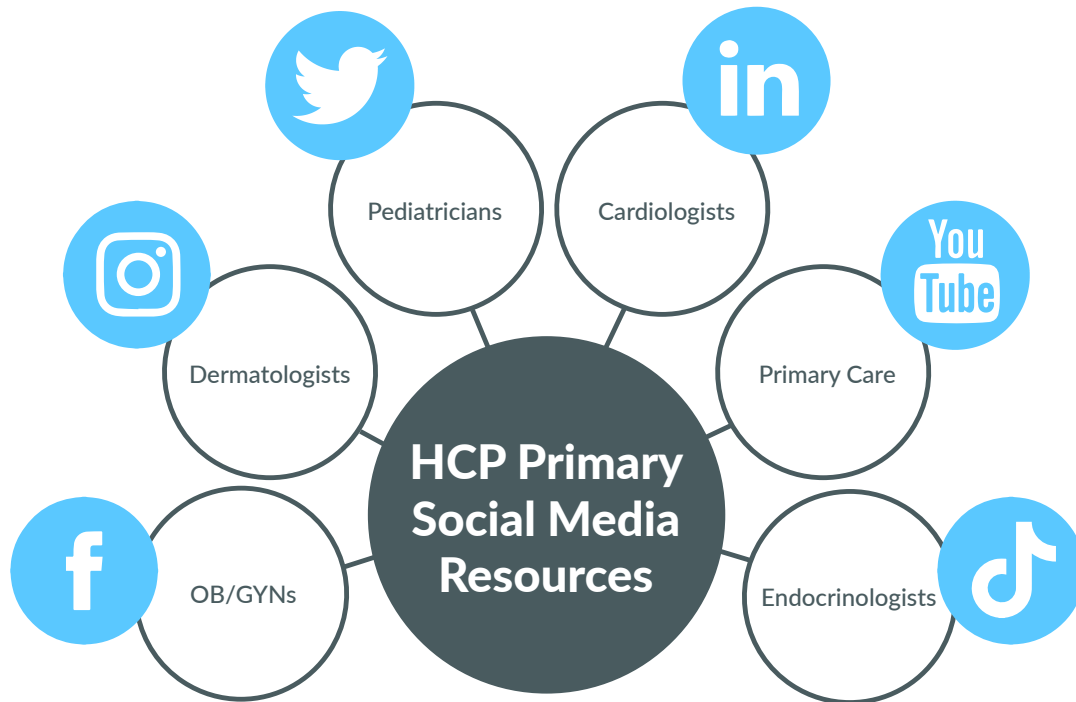 in
Pediatricians
Cardiologists
You
Tube
Dermatologists
Primary Care
HCP Primary
Social Media
Resources
f
OB/GYNs
Endocrinologists